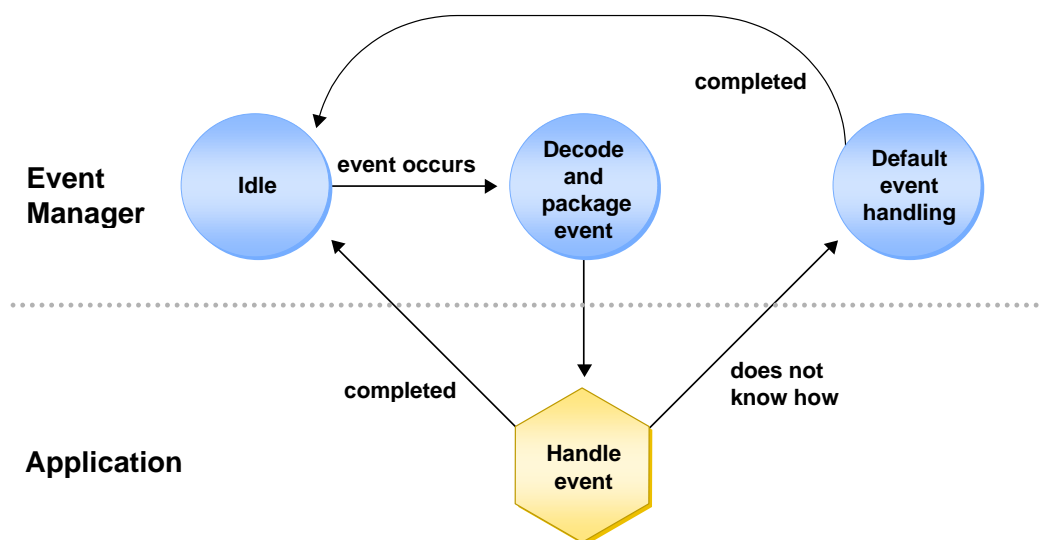 completed
Event
Manager
Idle
event occurs
Decode
and
package
event
Default
event
handling
completed
does not
know how
Application
Handle
event